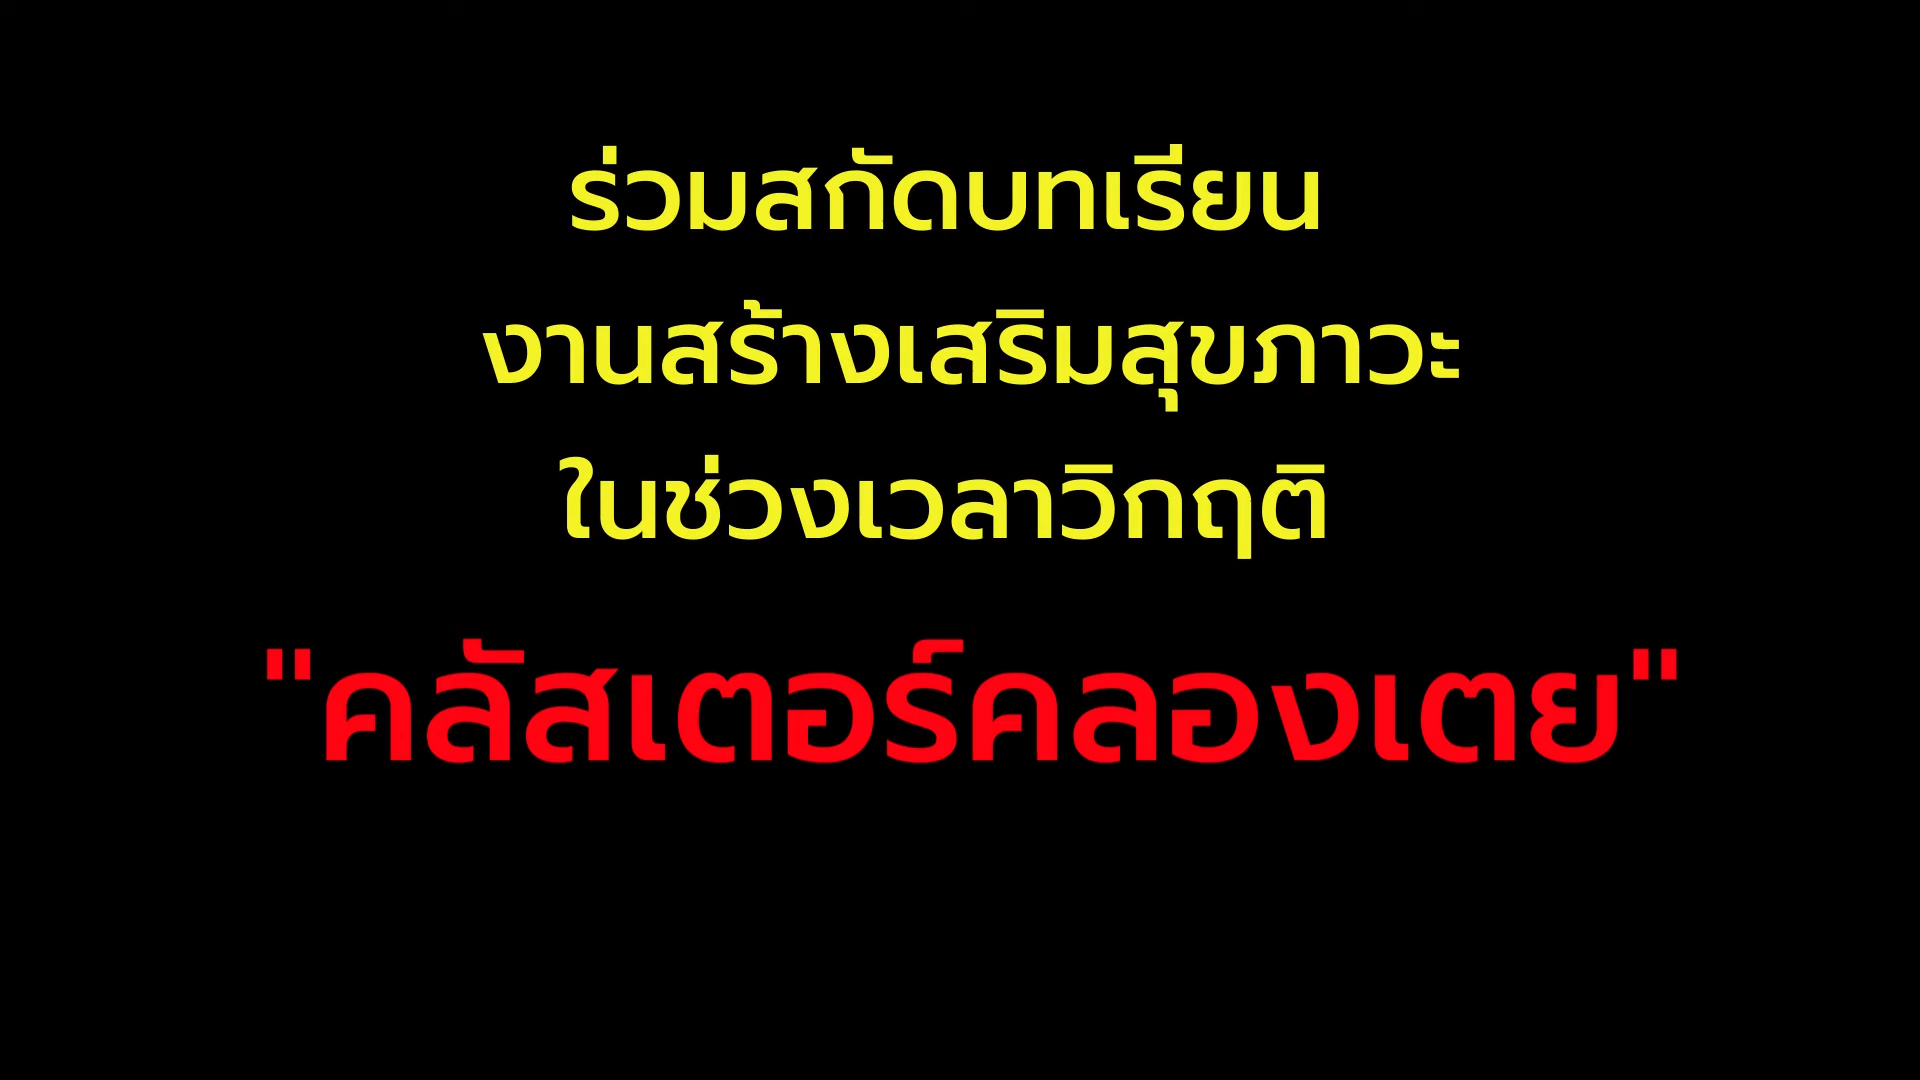 ร่วมสกัดบทเรียน
งานสร้างเสริมสุขภาวะ
ในช่วงเวลาวิกฤติ
"คลัสเตอร์คลองเตย"